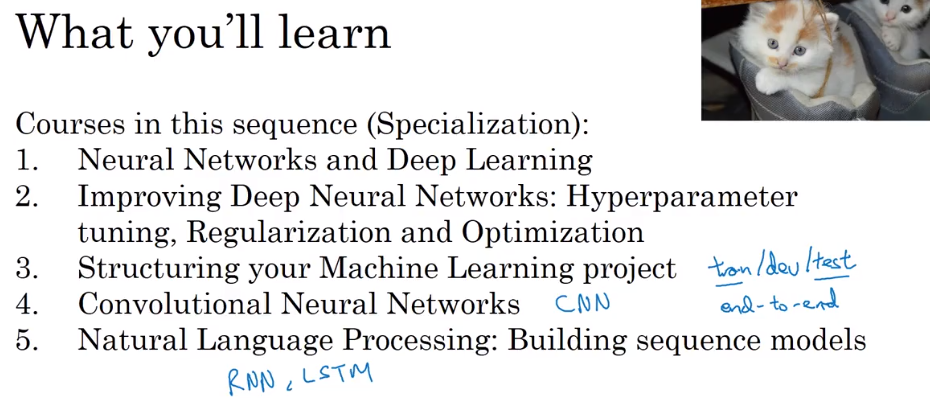 What you'll learn
Courses in this sequence (Specialization):
1. Neural Networks and Deep Learning
2. Improving Deep Neural Networks: Hyperparameter
tuning, Regularization and Optimization
3. Structuring your Machine Learning project train/dev/test
4. Convolutional Neural Networks CNN end-to-end
5. Natural Language Processing: Building sequence models
RNN, LSTM